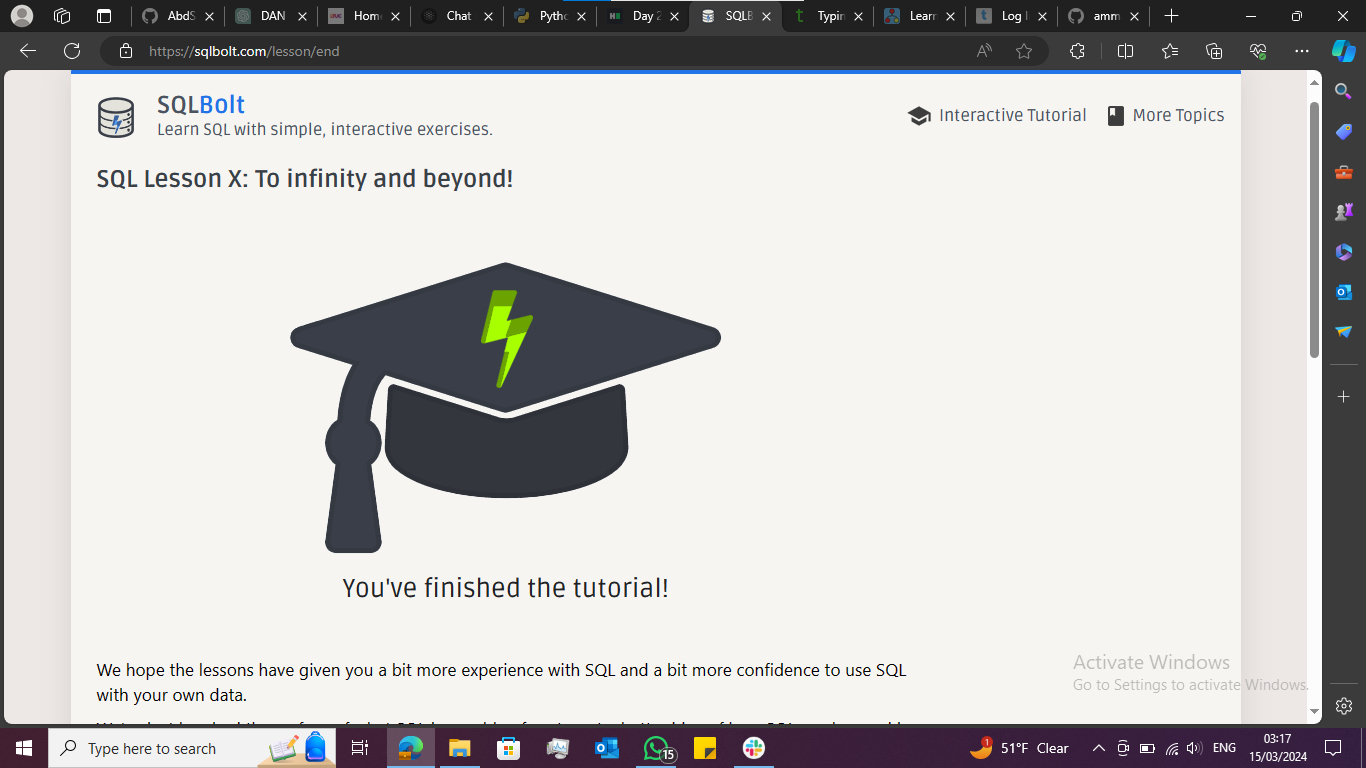 AbdS
DAN
Hom
Chat
Pytho
Day 2
SQLB
Typin
Learn
Log I
amm
https://sqlbolt.com/lesson/end
SQLBolt
Learn SQL with simple, interactive exercises.
Interactive Tutorial
More Topics
SQL Lesson X: To infinity and beyond!
You've finished the tutorial!
We hope the lessons have given you a bit more experience with SQL and a bit more confidence to use SQL
with your own data.
Activate Windows
Go to Settings to activate Windows.
Type here to search
15
1
51°F Clear
ENG
03:17
15/03/2024